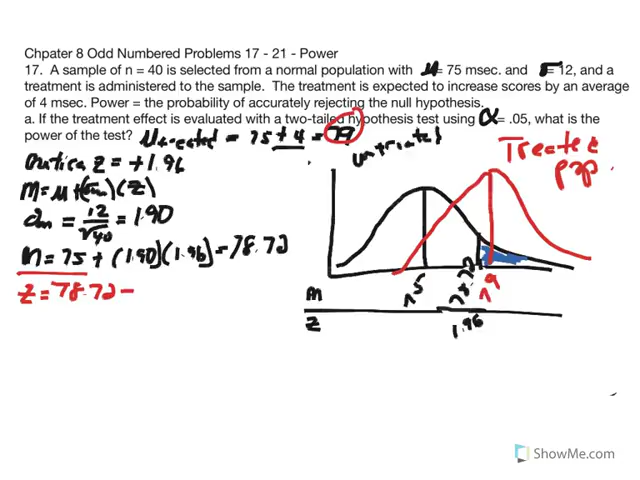 Chpater 8 Odd Numbered Problems 17 - 21 - Power
17. A sample of n = 40 is selected from a normal population with μ = 75 msec. and σ = 12, and a
treatment is administered to the sample. The treatment is expected to increase scores by an average
of 4 msec. Power = the probability of accurately rejecting the null hypothesis.
a. If the treatment effect is evaluated with a two-tailed hypothesis test using α = .05, what is the
power of the test? μ treated = 75 + 4 = 79
untreated
Treated
pop
Critical Z = +1.96
M = μ + (σm)(Z)
σm = 12/√40 = 1.90
M = 75 + (1.90)(1.96) = 78.72
Z = 78.72 -
M 75 78.72 79
Z 1.96
ShowMe.com